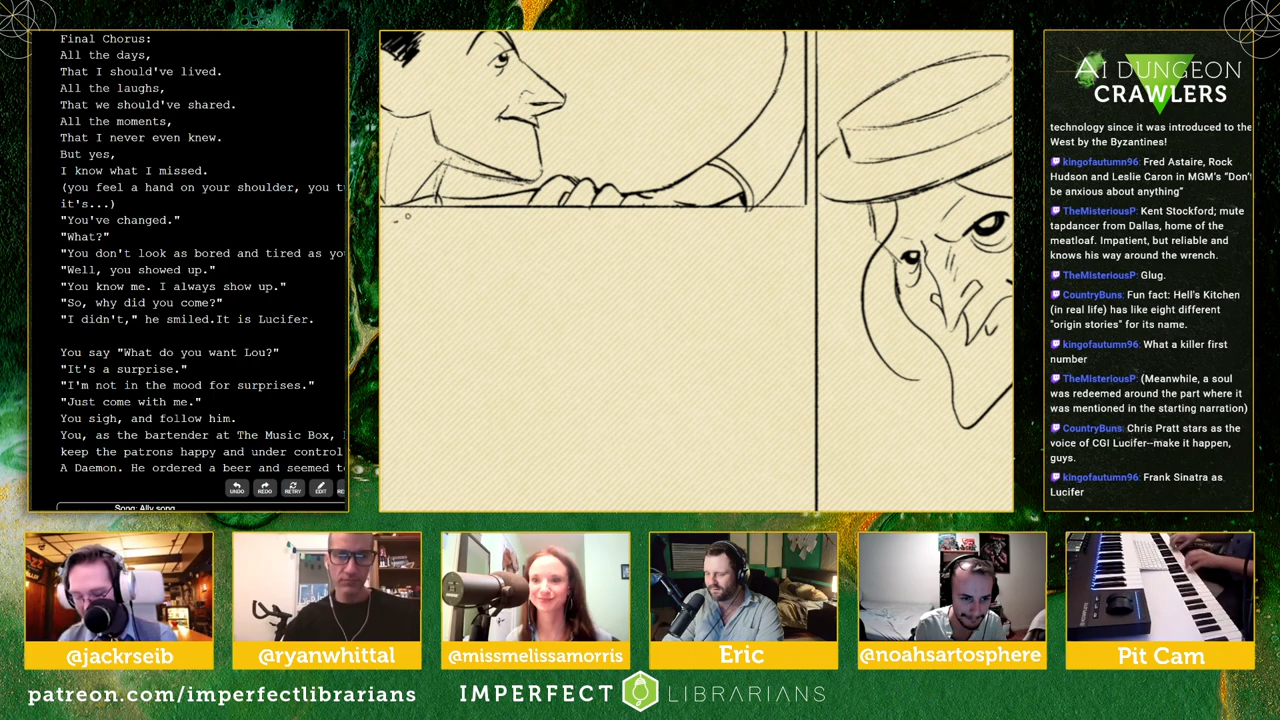 Final Chorus:
All the days,
That I should've lived.
All the laughs,
That we should've shared.
All the moments,
That I never even knew.
But yes,
I know what I missed.
(you feel a hand on your shoulder, you
it's...)
"You've changed."
"What?"
"You don't look as bored and tired as
"Well, you showed up."
"You know me. I always show up."
"So, why did you come?"
"I didn't," he smiled.It is Lucifer.
You say "What do you want Lou?"
"It's a surprise."
"I'm not in the mood for surprises."
"Just come with me."
You sigh, and follow him.
You, as the bartender at The Music Box,
keep the patrons happy and under control
A Daemon. He ordered a beer and seemed
UNDO REDO RETRY EDIT
Song: Ally song
AI DUNGEON
CRAWLERS
technology since it was introduced to the
West by the Byzantines!
kingofautumn96: Fred Astaire, Rock
Hudson and Leslie Caron in MGM's "Don't
be anxious about anything"
TheMisteriousP: Kent Stockford; mute
tapdancer from Dallas, home of the
meatloaf. Impatient, but reliable and
knows his way around the wrench.
TheMisteriousP: Glug.
CountryBuns: Fun fact: Hell's Kitchen
(in real life) has like eight different
"origin stories" for its name.
kingofautumn96: What a killer first
number
TheMisteriousP: (Meanwhile, a soul
was redeemed around the part where it
was mentioned in the starting narration)
CountryBuns: Chris Pratt stars as the
voice of CGI Lucifer--make it happen,
guys.
kingofautumn96: Frank Sinatra as
Lucifer
@jackrseib
@ryanwhittal
@missmelissamorris
Eric
@noahsartosphere
Pit Cam
patreon.com/imperfectlibrarians
IMPERFECT LIBRARIANS